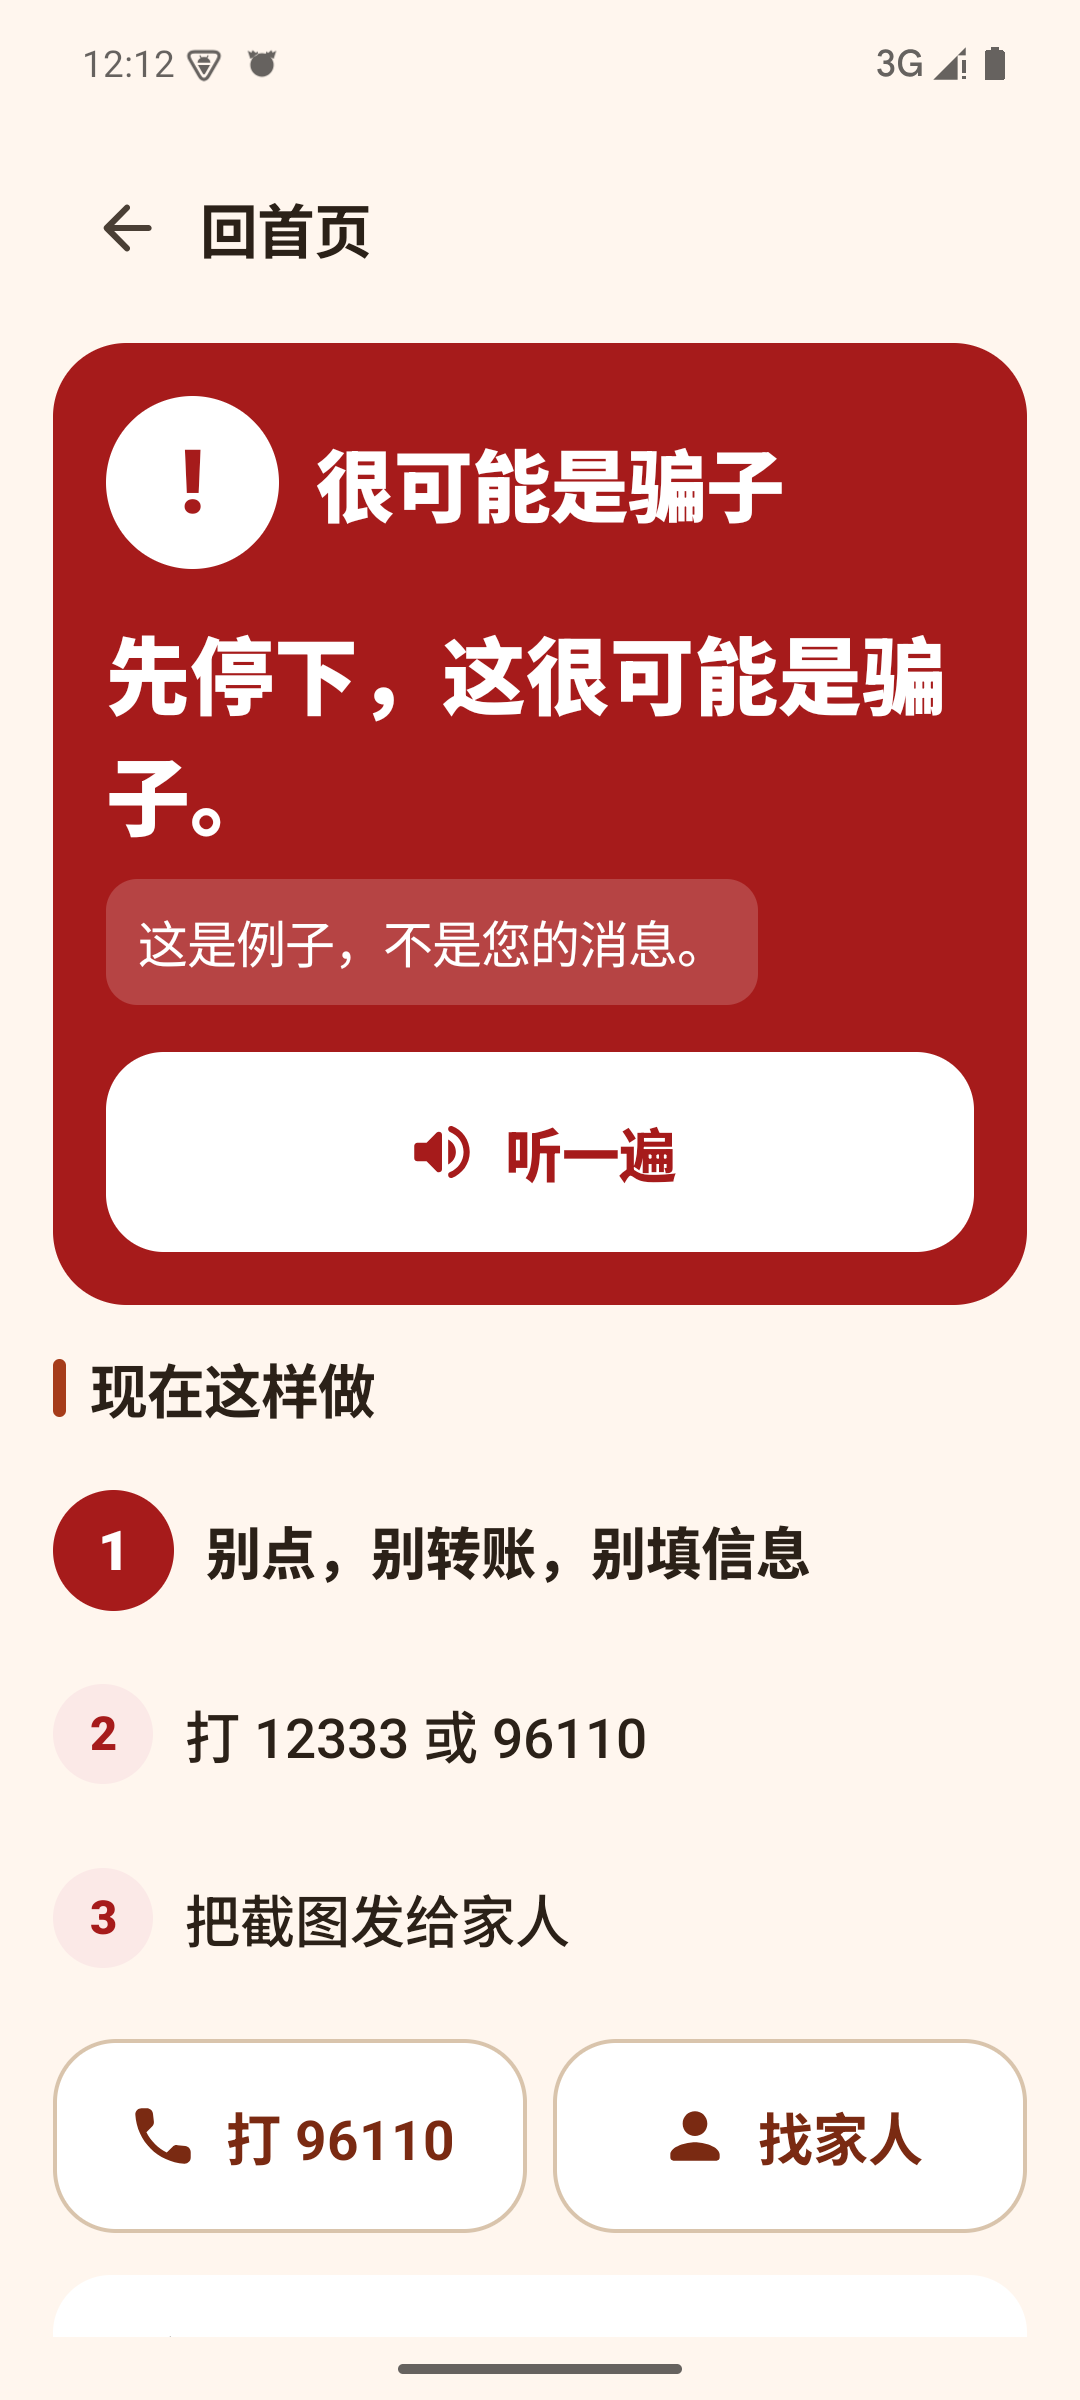 12:12
3G
回首页
!
很可能是骗子
先停下，这很可能是骗
子。
这是例子，不是您的消息。
听一遍
现在这样做
1
别点，别转账，别填信息
2
打 12333 或 96110
3
把截图发给家人
打 96110
找家人